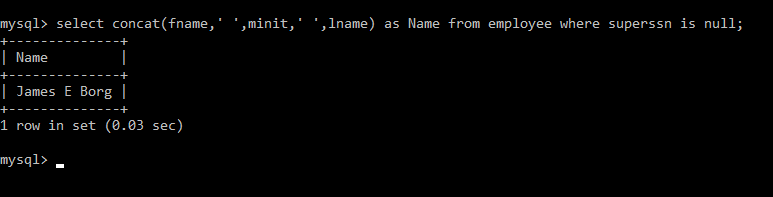 mysql> select concat(fname,' ',minit,' ',lname) as Name from employee where superssn is null;
+--------------+
| Name         |
+--------------+
| James E Borg |
+--------------+
1 row in set (0.03 sec)
mysql> _